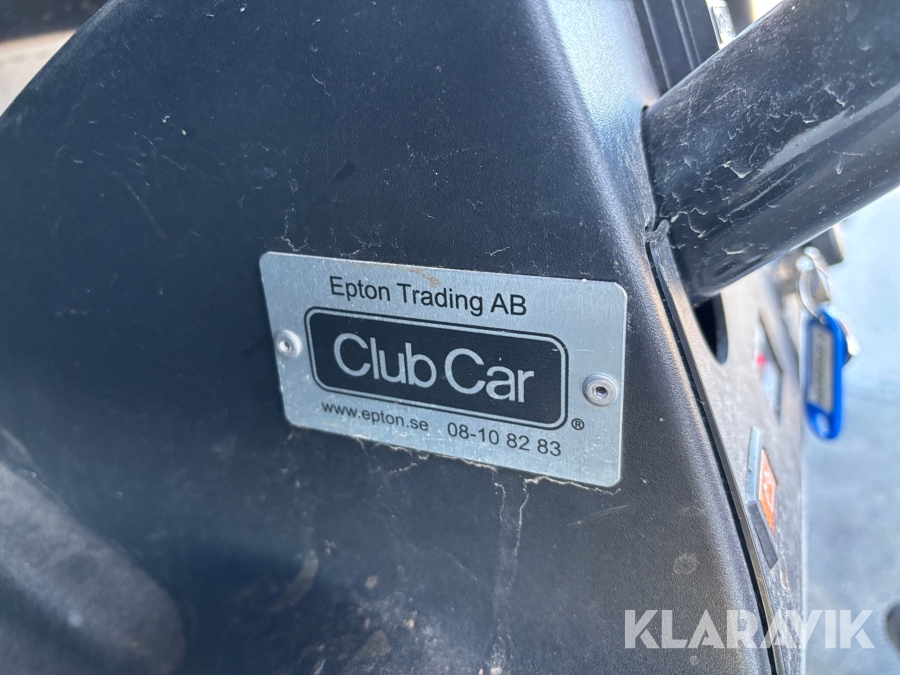 Epton Trading AB
Club Car
®
www.epton.se 08-10 82 83
KLARAVIK